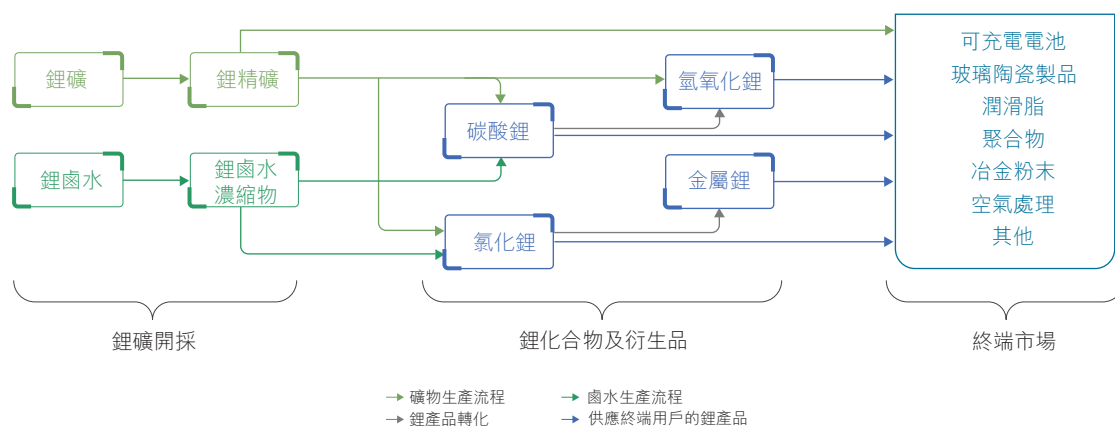 鋰礦
鋰精礦
氫氧化鋰
碳酸鋰
鋰鹵水
鋰鹵水
濃縮物
金屬鋰
氯化鋰
可充電電池
玻璃陶瓷製品
潤滑脂
聚合物
冶金粉末
空氣處理
其他
鋰礦開採
鋰化合物及衍生品
終端市場
礦物生產流程
鹵水生產流程
鋰產品轉化
供應終端用戶的鋰產品